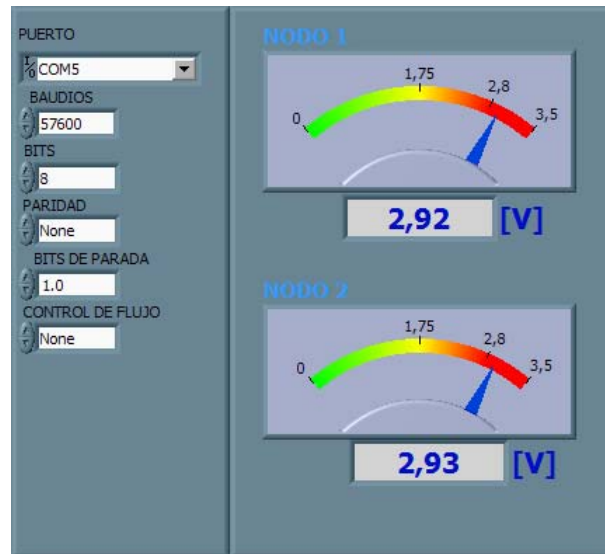 PUERTO
COM5
BAUDIOS
57600
BITS
8
PARIDAD
None
BITS DE PARADA
1.0
CONTROL DE FLUJO
None
NODO 1
0
1,75
2,8
3,5
2,92 [V]
NODO 2
0
1,75
2,8
3,5
2,93 [V]